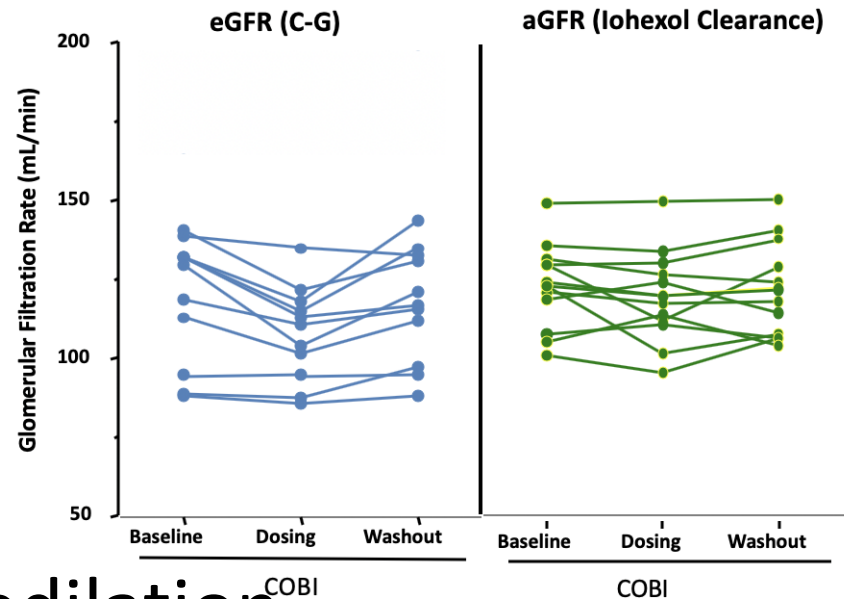 eGFR (C-G)
aGFR (Iohexol Clearance)
Glomerular Filtration Rate (mL/min)
200
150
100
50
Baseline Dosing Washout
Baseline Dosing Washout
COBI
COBI